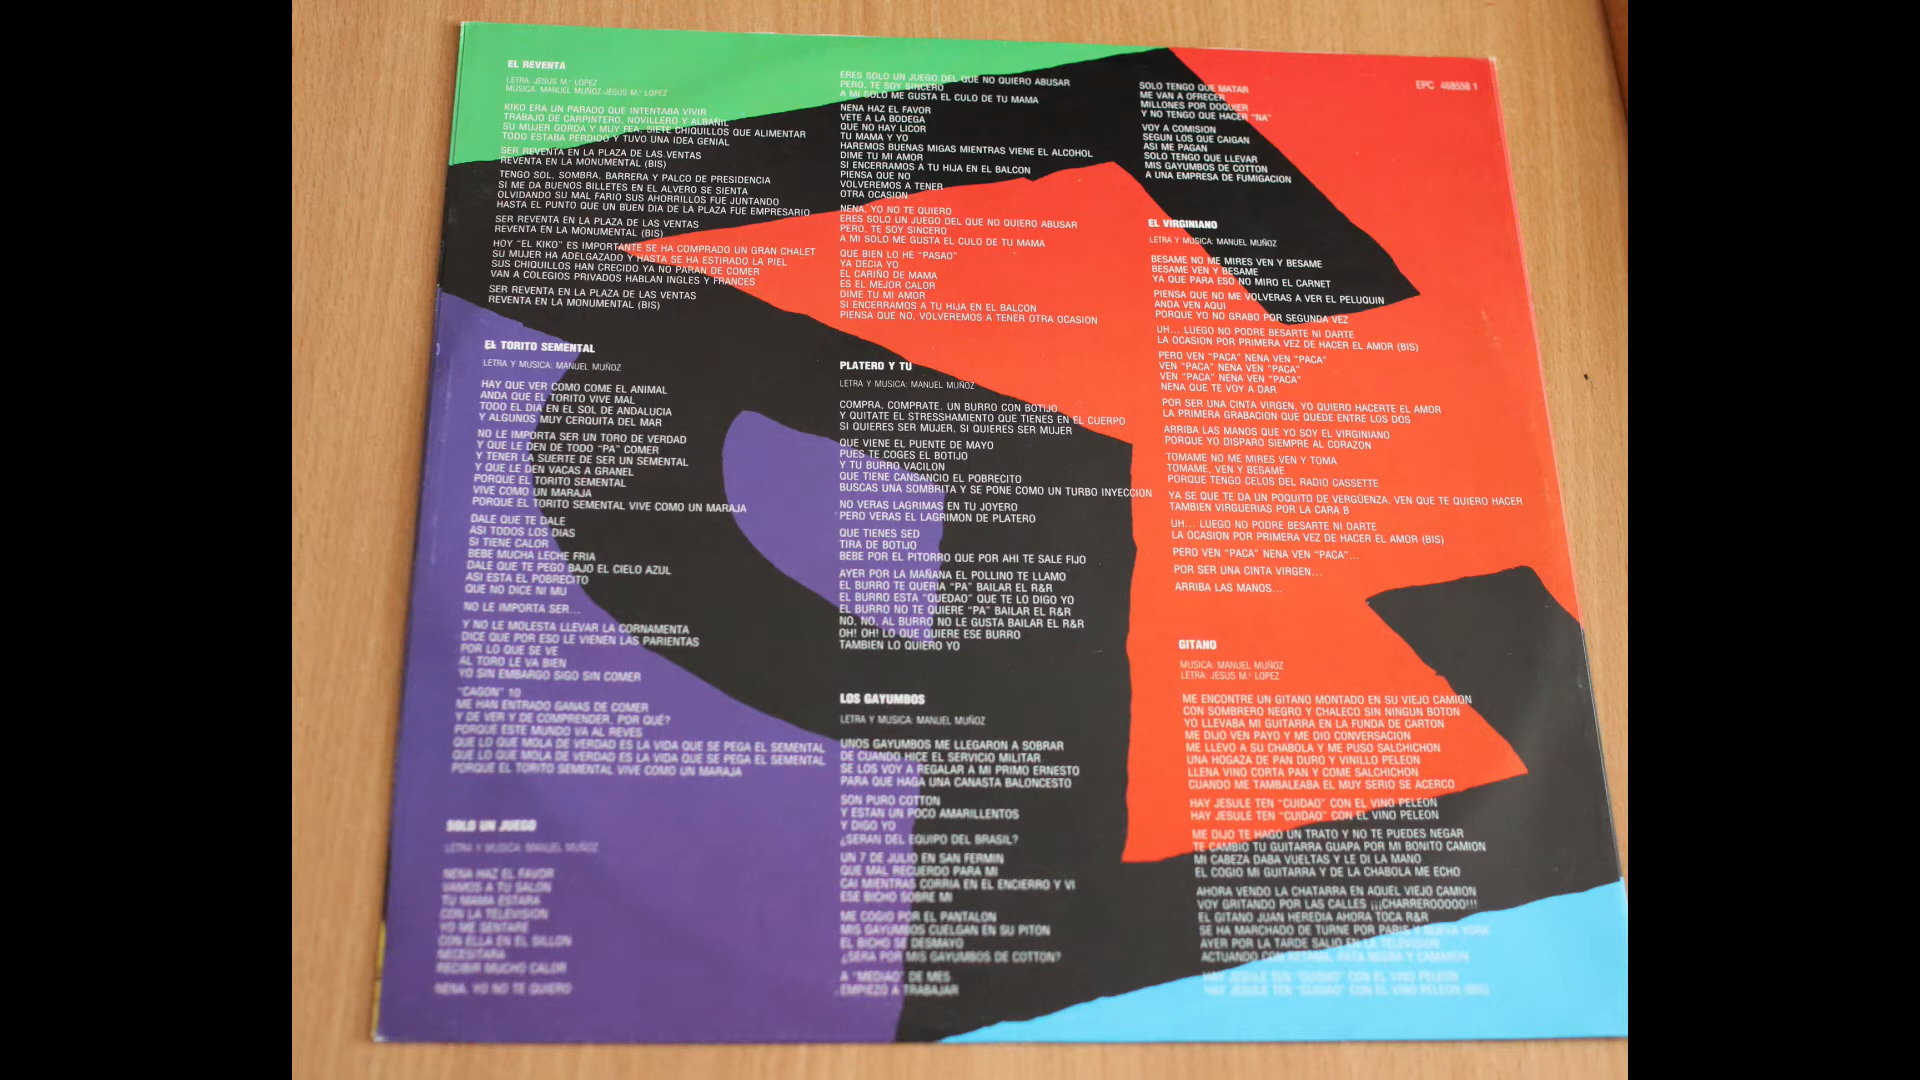 EL REVENTA
LETRA: JESUS M.ª LOPEZ
MUSICA: MANUEL MUÑOZ-JESUS M.ª LOPEZ
KIKO ERA UN PARADO QUE INTENTABA VIVIR
TRABAJO DE CARPINTERO, NOVILLERO Y ALBAÑIL
SU MUJER GORDA Y MUY FEA, SIETE CHIQUILLOS QUE ALIMENTAR
TODO ESTABA PERDIDO Y TUVO UNA IDEA GENIAL
SER REVENTA EN LA PLAZA DE LAS VENTAS
REVENTA EN LA MONUMENTAL (BIS)
TENGO SOL, SOMBRA, BARRERA Y PALCO DE PRESIDENCIA
SI ME DA BUENOS BILLETES EN EL ALVERO SE SIENTA
OLVIDANDO SU MAL FARIO SUS AHORRILLOS FUE JUNTANDO
HASTA EL PUNTO QUE UN BUEN DIA DE LA PLAZA FUE EMPRESARIO
SER REVENTA EN LA PLAZA DE LAS VENTAS
REVENTA EN LA MONUMENTAL (BIS)
HOY "EL KIKO" ES IMPORTANTE SE HA COMPRADO UN GRAN CHALET
SU MUJER HA ADELGAZADO Y HASTA SE HA ESTIRADO LA PIEL
SUS CHIQUILLOS HAN CRECIDO YA NO PARAN DE COMER
VAN A COLEGIOS PRIVADOS HABLAN INGLES Y FRANCES
SER REVENTA EN LA PLAZA DE LAS VENTAS
REVENTA EN LA MONUMENTAL (BIS)
EL TORITO SEMENTAL
LETRA Y MUSICA: MANUEL MUÑOZ
HAY QUE VER COMO COME EL ANIMAL
ANDA QUE EL TORITO VIVE MAL
TODO EL DIA EN EL SOL DE ANDALUCIA
Y ALGUNOS MUY CERQUITA DEL MAR
NO LE IMPORTA SER UN TORO DE VERDAD
Y QUE LE DEN DE TODO "PA" COMER
Y TENER LA SUERTE DE SER UN SEMENTAL
Y QUE LE DEN VACAS A GRANEL
PORQUE EL TORITO SEMENTAL
VIVE COMO UN MARAJA
PORQUE EL TORITO SEMENTAL VIVE COMO UN MARAJA
DALE QUE TE DALE
ASI TODOS LOS DIAS
SI TIENE CALOR
BEBE MUCHA LECHE FRIA
DALE QUE TE PEGO BAJO EL CIELO AZUL
ASI ESTA EL POBRECITO
QUE NO DICE NI MU
NO LE IMPORTA SER...
Y NO LE MOLESTA LLEVAR LA CORNAMENTA
DICE QUE POR ESO LE VIENEN LAS PARIENTAS
POR LO QUE SE VE
AL TORO LE VA BIEN
YO SIN EMBARGO SIGO SIN COMER
"CAGON" 10
ME HAN ENTRADO GANAS DE COMER
Y DE VER Y DE COMPRENDER, POR QUÉ?
PORQUE ESTE MUNDO VA AL REVES
QUE LO QUE MOLA DE VERDAD ES LA VIDA QUE SE PEGA EL SEMENTAL
QUE LO QUE MOLA DE VERDAD ES LA VIDA QUE SE PEGA EL SEMENTAL
PORQUE EL TORITO SEMENTAL VIVE COMO UN MARAJA
SOLO UN JUEGO
LETRA Y MUSICA: MANUEL MUÑOZ
NENA HAZ EL FAVOR
VAMOS A TU SALON
TU MAMA ESTARA
CON LA TELEVISION
YO ME SENTARE
CON ELLA EN EL SILLON
NECESITARA
RECIBIR MUCHO CALOR
NENA, YO NO TE QUIERO
ERES SOLO UN JUEGO DEL QUE NO QUIERO ABUSAR
PERO, TE SOY SINCERO
A MI SOLO ME GUSTA EL CULO DE TU MAMA
NENA HAZ EL FAVOR
VETE A LA BODEGA
QUE NO HAY LICOR
TU MAMA Y YO
HAREMOS BUENAS MIGAS MIENTRAS VIENE EL ALCOHOL
DIME TU MI AMOR
SI ENCERRAMOS A TU HIJA EN EL BALCON
PIENSA QUE NO
VOLVEREMOS A TENER
OTRA OCASION
NENA, YO NO TE QUIERO
ERES SOLO UN JUEGO DEL QUE NO QUIERO ABUSAR
PERO, TE SOY SINCERO
A MI SOLO ME GUSTA EL CULO DE TU MAMA
QUE BIEN LO HE "PASAO"
YA DECIA YO
EL CARIÑO DE MAMA
ES EL MEJOR CALOR
DIME TU MI AMOR
SI ENCERRAMOS A TU HIJA EN EL BALCON
PIENSA QUE NO, VOLVEREMOS A TENER OTRA OCASION
PLATERO Y TU
LETRA Y MUSICA: MANUEL MUÑOZ
COMPRA, COMPRATE. UN BURRO CON BOTIJO
Y QUITATE EL STRESSHAMIENTO QUE TIENES EN EL CUERPO
SI QUIERES SER MUJER, SI QUIERES SER MUJER
QUE VIENE EL PUENTE DE MAYO
PUES TE COGES EL BOTIJO
Y TU BURRO VACILON
QUE TIENE CANSANCIO EL POBRECITO
BUSCAS UNA SOMBRITA Y SE PONE COMO UN TURBO INYECCION
NO VERAS LAGRIMAS EN TU JOYERO
PERO VERAS EL LAGRIMON DE PLATERO
QUE TIENES SED
TIRA DE BOTIJO
BEBE POR EL PITORRO QUE POR AHI TE SALE FIJO
AYER POR LA MAÑANA EL POLLINO TE LLAMO
EL BURRO TE QUERIA "PA" BAILAR EL R&R
EL BURRO ESTA "QUEDAO" QUE TE LO DIGO YO
EL BURRO NO TE QUIERE "PA" BAILAR EL R&R
NO, NO, AL BURRO NO LE GUSTA BAILAR EL R&R
OH! OH! LO QUE QUIERE ESE BURRO
TAMBIEN LO QUIERO YO
LOS GAYUMBOS
LETRA Y MUSICA: MANUEL MUÑOZ
UNOS GAYUMBOS ME LLEGARON A SOBRAR
DE CUANDO HICE EL SERVICIO MILITAR
SE LOS VOY A REGALAR A MI PRIMO ERNESTO
PARA QUE HAGA UNA CANASTA BALONCESTO
SON PURO COTTON
Y ESTAN UN POCO AMARILLENTOS
Y DIGO YO
¿SERAN DEL EQUIPO DEL BRASIL?
UN 7 DE JULIO EN SAN FERMIN
QUE MAL RECUERDO PARA MI
CAI MIENTRAS CORRIA EN EL ENCIERRO Y VI
ESE BICHO SOBRE MI
ME COGIO POR EL PANTALON
MIS GAYUMBOS CUELGAN EN SU PITON
EL BICHO SE DESMAYO
¿SERA POR MIS GAYUMBOS DE COTTON?
A "MEDIAO" DE MES
EMPIEZO A TRABAJAR
SOLO TENGO QUE MATAR
ME VAN A OFRECER
MILLONES POR DOQUIER
Y NO TENGO QUE HACER "NA"
VOY A COMISION
SEGUN LOS QUE CAIGAN
ASI ME PAGAN
SOLO TENGO QUE LLEVAR
MIS GAYUMBOS DE COTTON
A UNA EMPRESA DE FUMIGACION
EPC 468558 1
EL VIRGINIANO
LETRA Y MUSICA: MANUEL MUÑOZ
BESAME NO ME MIRES VEN Y BESAME
BESAME VEN Y BESAME
YA QUE PARA ESO NO MIRO EL CARNET
PIENSA QUE NO ME VOLVERAS A VER EL PELUQUIN
ANDA VEN AQUI
PORQUE YO NO GRABO POR SEGUNDA VEZ
UH... LUEGO NO PODRE BESARTE NI DARTE
LA OCASION POR PRIMERA VEZ DE HACER EL AMOR (BIS)
PERO VEN "PACA" NENA VEN "PACA"
VEN "PACA" NENA VEN "PACA"
VEN "PACA" NENA VEN "PACA"
NENA QUE TE VOY A DAR
POR SER UNA CINTA VIRGEN, YO QUIERO HACERTE EL AMOR
LA PRIMERA GRABACION QUE QUEDE ENTRE LOS DOS
ARRIBA LAS MANOS QUE YO SOY EL VIRGINIANO
PORQUE YO DISPARO SIEMPRE AL CORAZON
TOMAME NO ME MIRES VEN Y TOMA
TOMAME, VEN Y BESAME
PORQUE TENGO CELOS DEL RADIO CASSETTE
YA SE QUE TE DA UN POQUITO DE VERGÜENZA, VEN QUE TE QUIERO HACER
TAMBIEN VIRGUERIAS POR LA CARA B
UH... LUEGO NO PODRE BESARTE NI DARTE
LA OCASION POR PRIMERA VEZ DE HACER EL AMOR (BIS)
PERO VEN "PACA" NENA VEN "PACA"...
POR SER UNA CINTA VIRGEN...
ARRIBA LAS MANOS...
GITANO
MUSICA: MANUEL MUÑOZ
LETRA: JESUS M.ª LOPEZ
ME ENCONTRE UN GITANO MONTADO EN SU VIEJO CAMION
CON SOMBRERO NEGRO Y CHALECO SIN NINGUN BOTON
YO LLEVABA MI GUITARRA EN LA FUNDA DE CARTON
ME DIJO VEN PAYO Y ME DIO CONVERSACION
ME LLEVO A SU CHABOLA Y ME PUSO SALCHICHON
UNA HOGAZA DE PAN DURO Y VINILLO PELEON
LLENA VINO CORTA PAN Y COME SALCHICHON
CUANDO ME TAMBALEABA EL MUY SERIO SE ACERCO
HAY JESULE TEN "CUIDAO" CON EL VINO PELEON
HAY JESULE TEN "CUIDAO" CON EL VINO PELEON
ME DIJO TE HAGO UN TRATO Y NO TE PUEDES NEGAR
TE CAMBIO TU GUITARRA GUAPA POR MI BONITO CAMION
MI CABEZA DABA VUELTAS Y LE DI LA MANO
EL COGIO MI GUITARRA Y DE LA CHABOLA ME ECHO
AHORA VENDO LA CHATARRA EN AQUEL VIEJO CAMION
VOY GRITANDO POR LAS CALLES ¡¡¡CHARREROOOOO!!!
EL GITANO JUAN HEREDIA AHORA TOCA R&R
SE HA MARCHADO DE TURNE POR PARIS Y NUEVA YORK
AYER POR LA TARDE SALIO EN LA TELEVISION
ACTUANDO CON KETAMA, PATA NEGRA Y CAMARON
HAY JESULE TEN "CUIDAO" CON EL VINO PELEON
HAY JESULE TEN "CUIDAO" CON EL VINO PELEON (BIS)